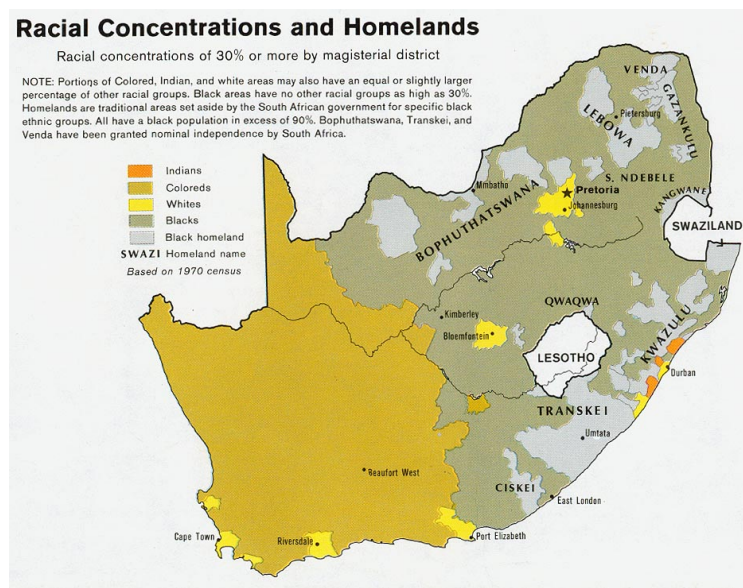 Racial Concentrations and Homelands
Racial concentrations of 30% or more by magisterial district
NOTE: Portions of Colored, Indian, and white areas may also have an equal or slightly larger
percentage of other racial groups. Black areas have no other racial groups as high as 30%.
Homelands are traditional areas set aside by the South African government for specific black
ethnic groups. All have a black population in excess of 90%. Bophuthatswana, Transkei, and
Venda have been granted nominal independence by South Africa.
Indians
Coloreds
Whites
Blacks
Black homeland
SWAZI Homeland name
Based on 1970 census
VENDA
GAZANKULU
LEBOWA
Pietersburg
S. NDEBELE
Mmbatho
Pretoria
Johannesburg
KANGWANE
BOPHUTHATSWANA
SWAZILAND
QWAQWA
Kimberley
Bloemfontein
LESOTHO
KWAZULU
Durban
TRANSKEI
Umtata
Beaufort West
CISKEI
East London
Cape Town
Riversdale
Port Elizabeth